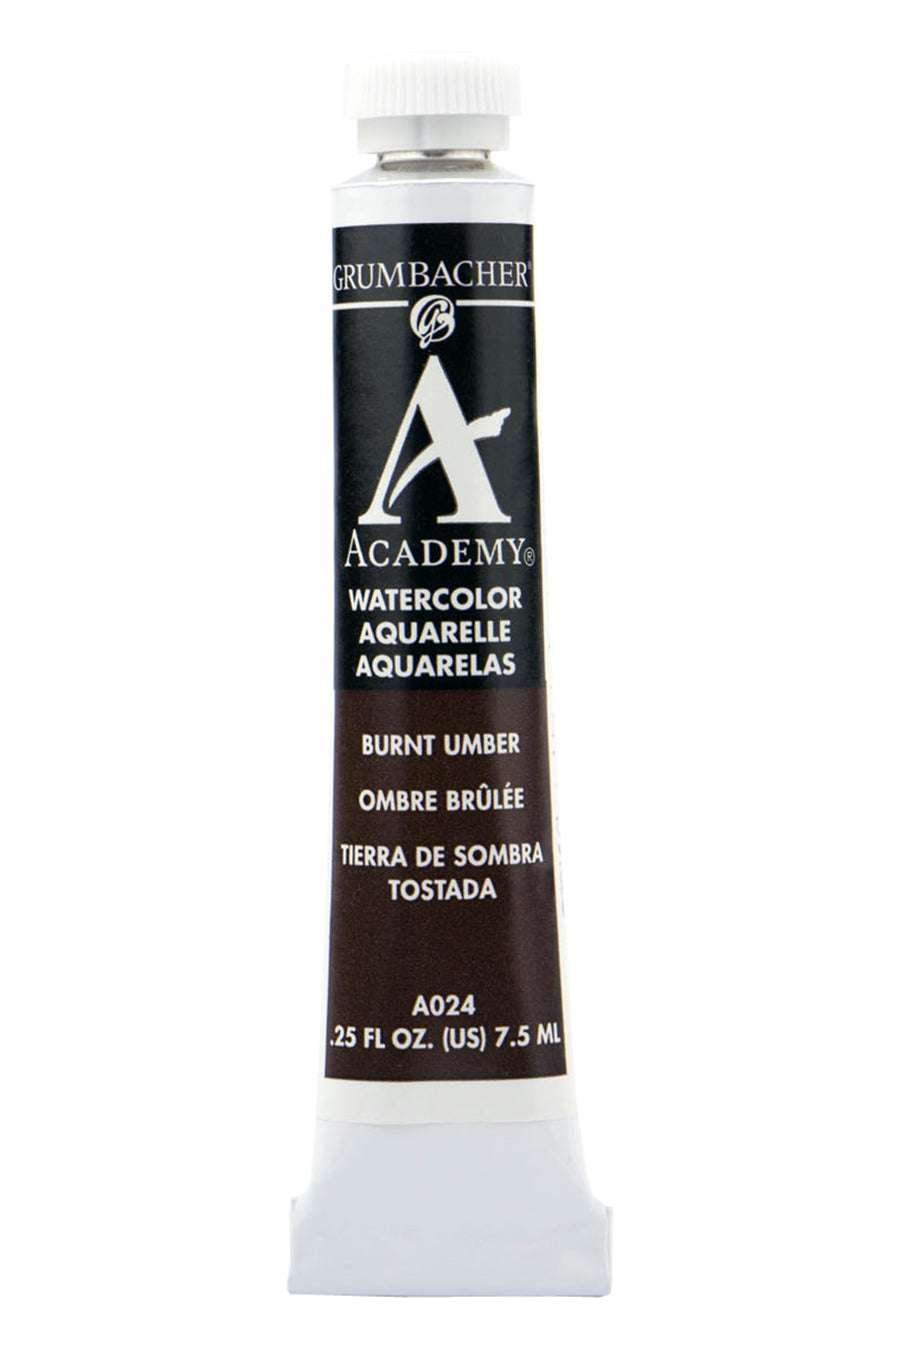 GRUMBACHER®
GB
A
ACADEMY®
WATERCOLOR
AQUARELLE
AQUARELAS
BURNT UMBER
OMBRE BRÛLÉE
TIERRA DE SOMBRA
TOSTADA
A024
.25 FL OZ. (US) 7.5 ML